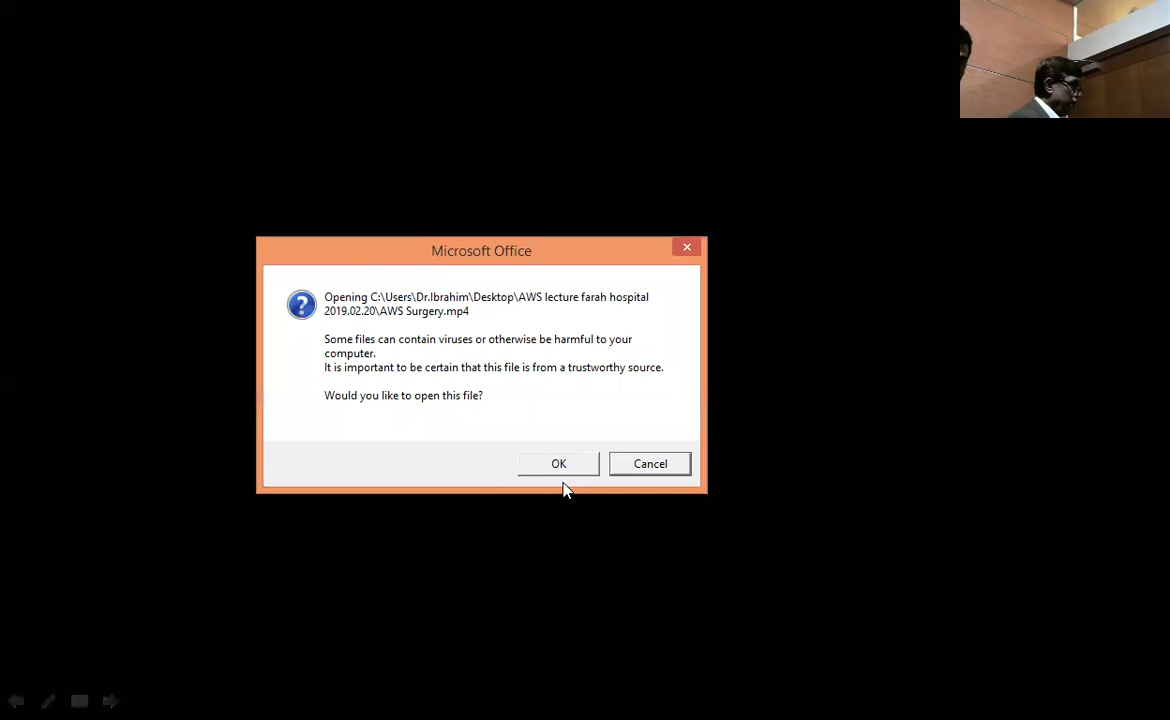 Microsoft Office
Opening C:\Users\Dr.Ibrahim\Desktop\AWS lecture farah hospital
2019.02.20\AWS Surgery.mp4
Some files can contain viruses or otherwise be harmful to your
computer.
It is important to be certain that this file is from a trustworthy source.
Would you like to open this file?
OK
Cancel